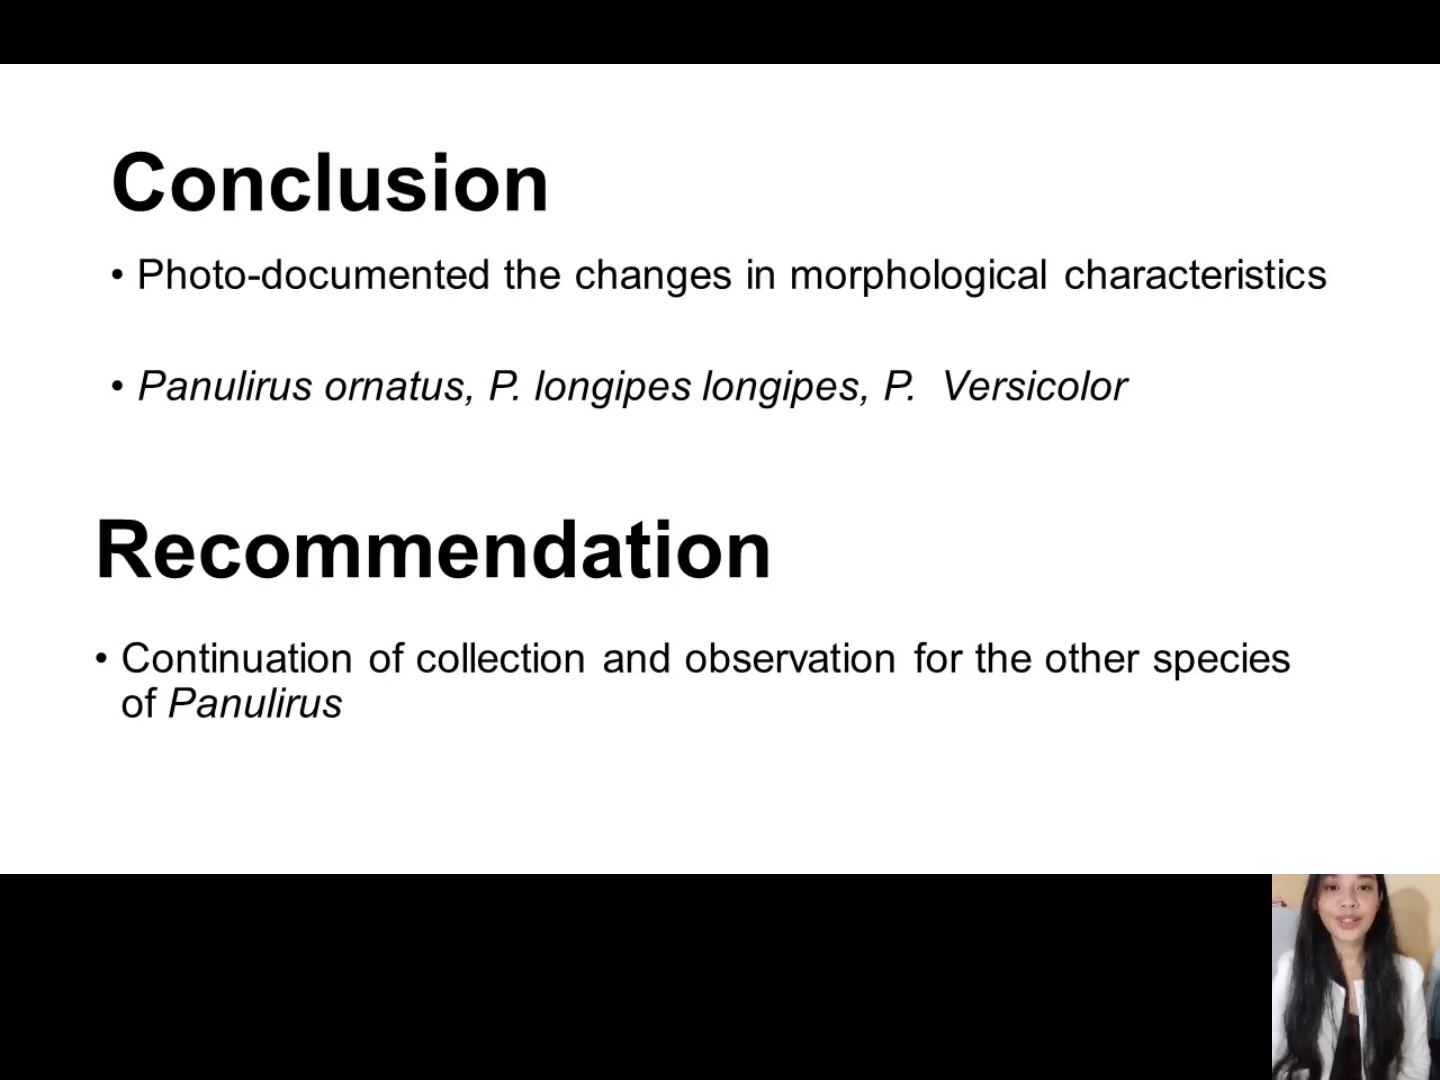 Conclusion
• Photo-documented the changes in morphological characteristics
• Panulirus ornatus, P. longipes longipes, P.  Versicolor
Recommendation
• Continuation of collection and observation for the other species
of Panulirus